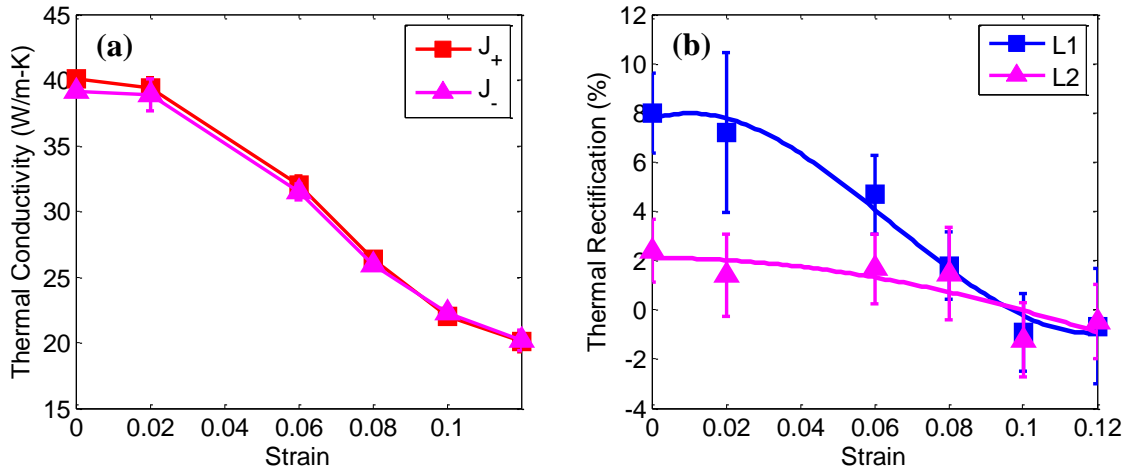 (a)
J+
J-
Thermal Conductivity (W/m-K)
45
40
35
30
25
20
15
0
0.02
0.04
0.06
0.08
0.1
Strain
(b)
L1
L2
Thermal Rectification (%)
12
10
8
6
4
2
0
-2
-4
0
0.02
0.04
0.06
0.08
0.1
0.12
Strain